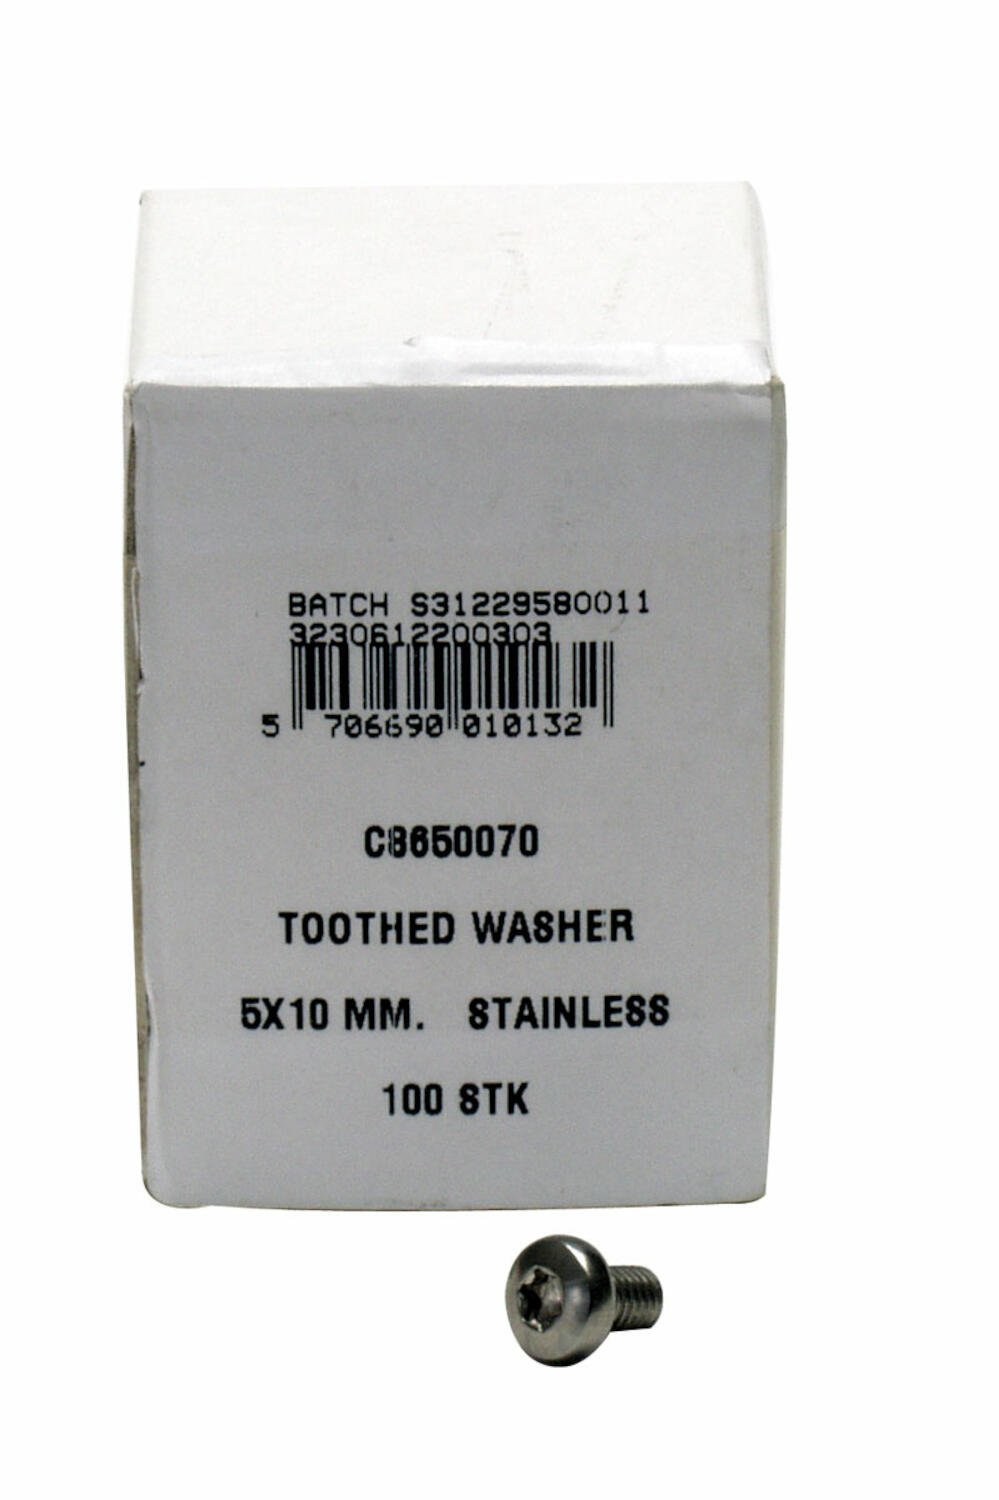 BATCH S31229580011
3230612200303
5 706690 010132
C8650070
TOOTHED WASHER
5X10 MM. STAINLESS
100 STK